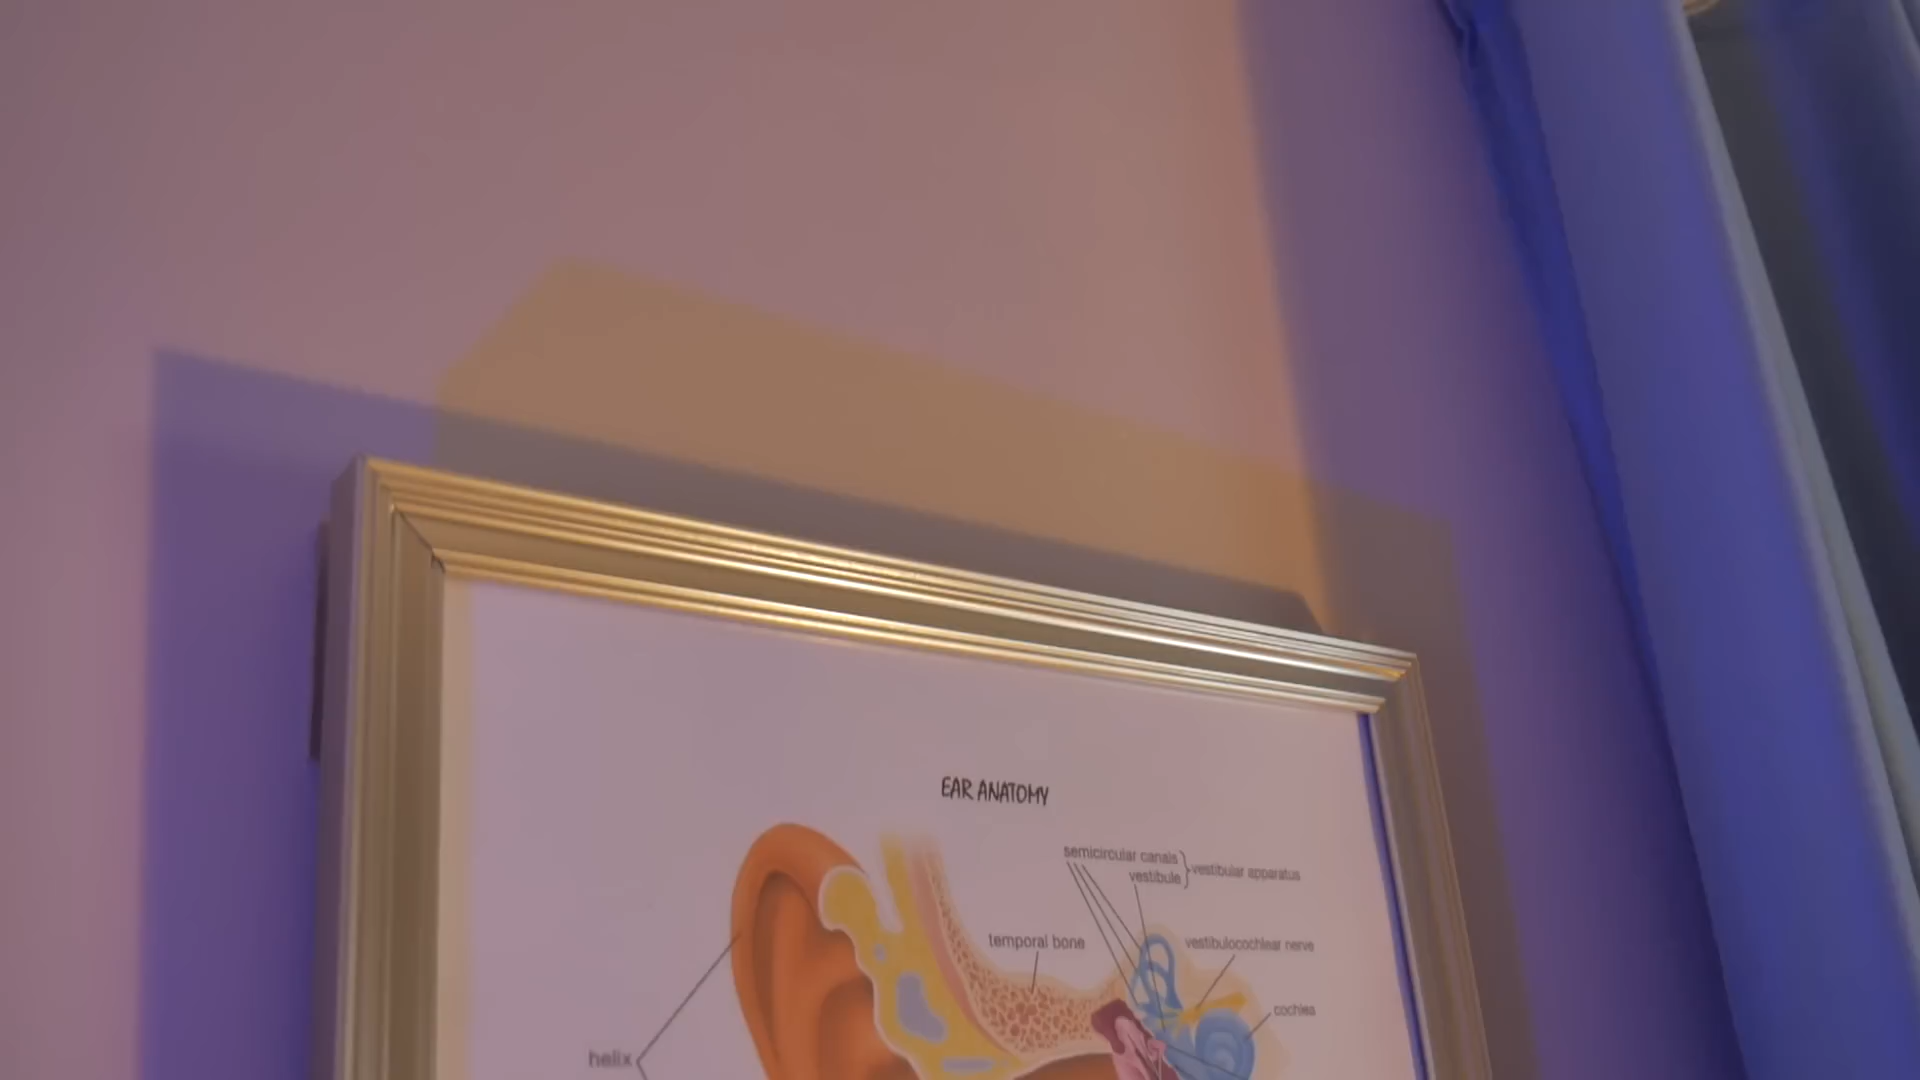 EAR ANATOMY
semicircular canals
vestibule
vestibular apparatus
temporal bone
vestibulocochlear nerve
cochlea
helix